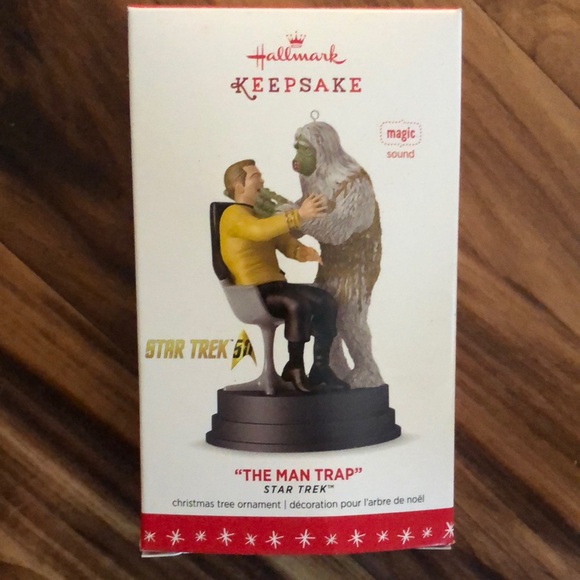 Hallmark
KEEPSAKE
magic
sound
STAR TREK™ 50
"THE MAN TRAP"
STAR TREK™
christmas tree ornament | décoration pour l'arbre de noël